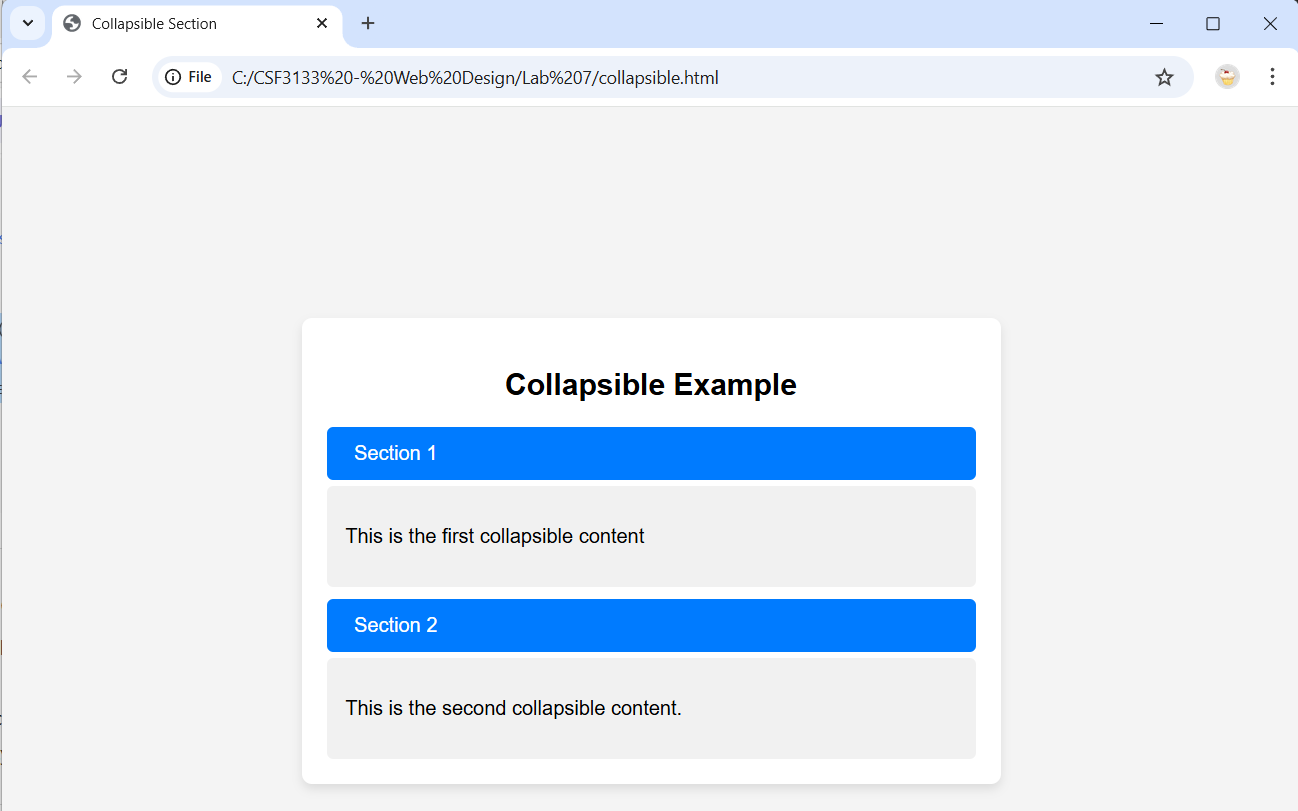 Collapsible Section
File
C:/CSF3133%20-%20Web%20Design/Lab%207/collapsible.html
Collapsible Example
Section 1
This is the first collapsible content
Section 2
This is the second collapsible content.